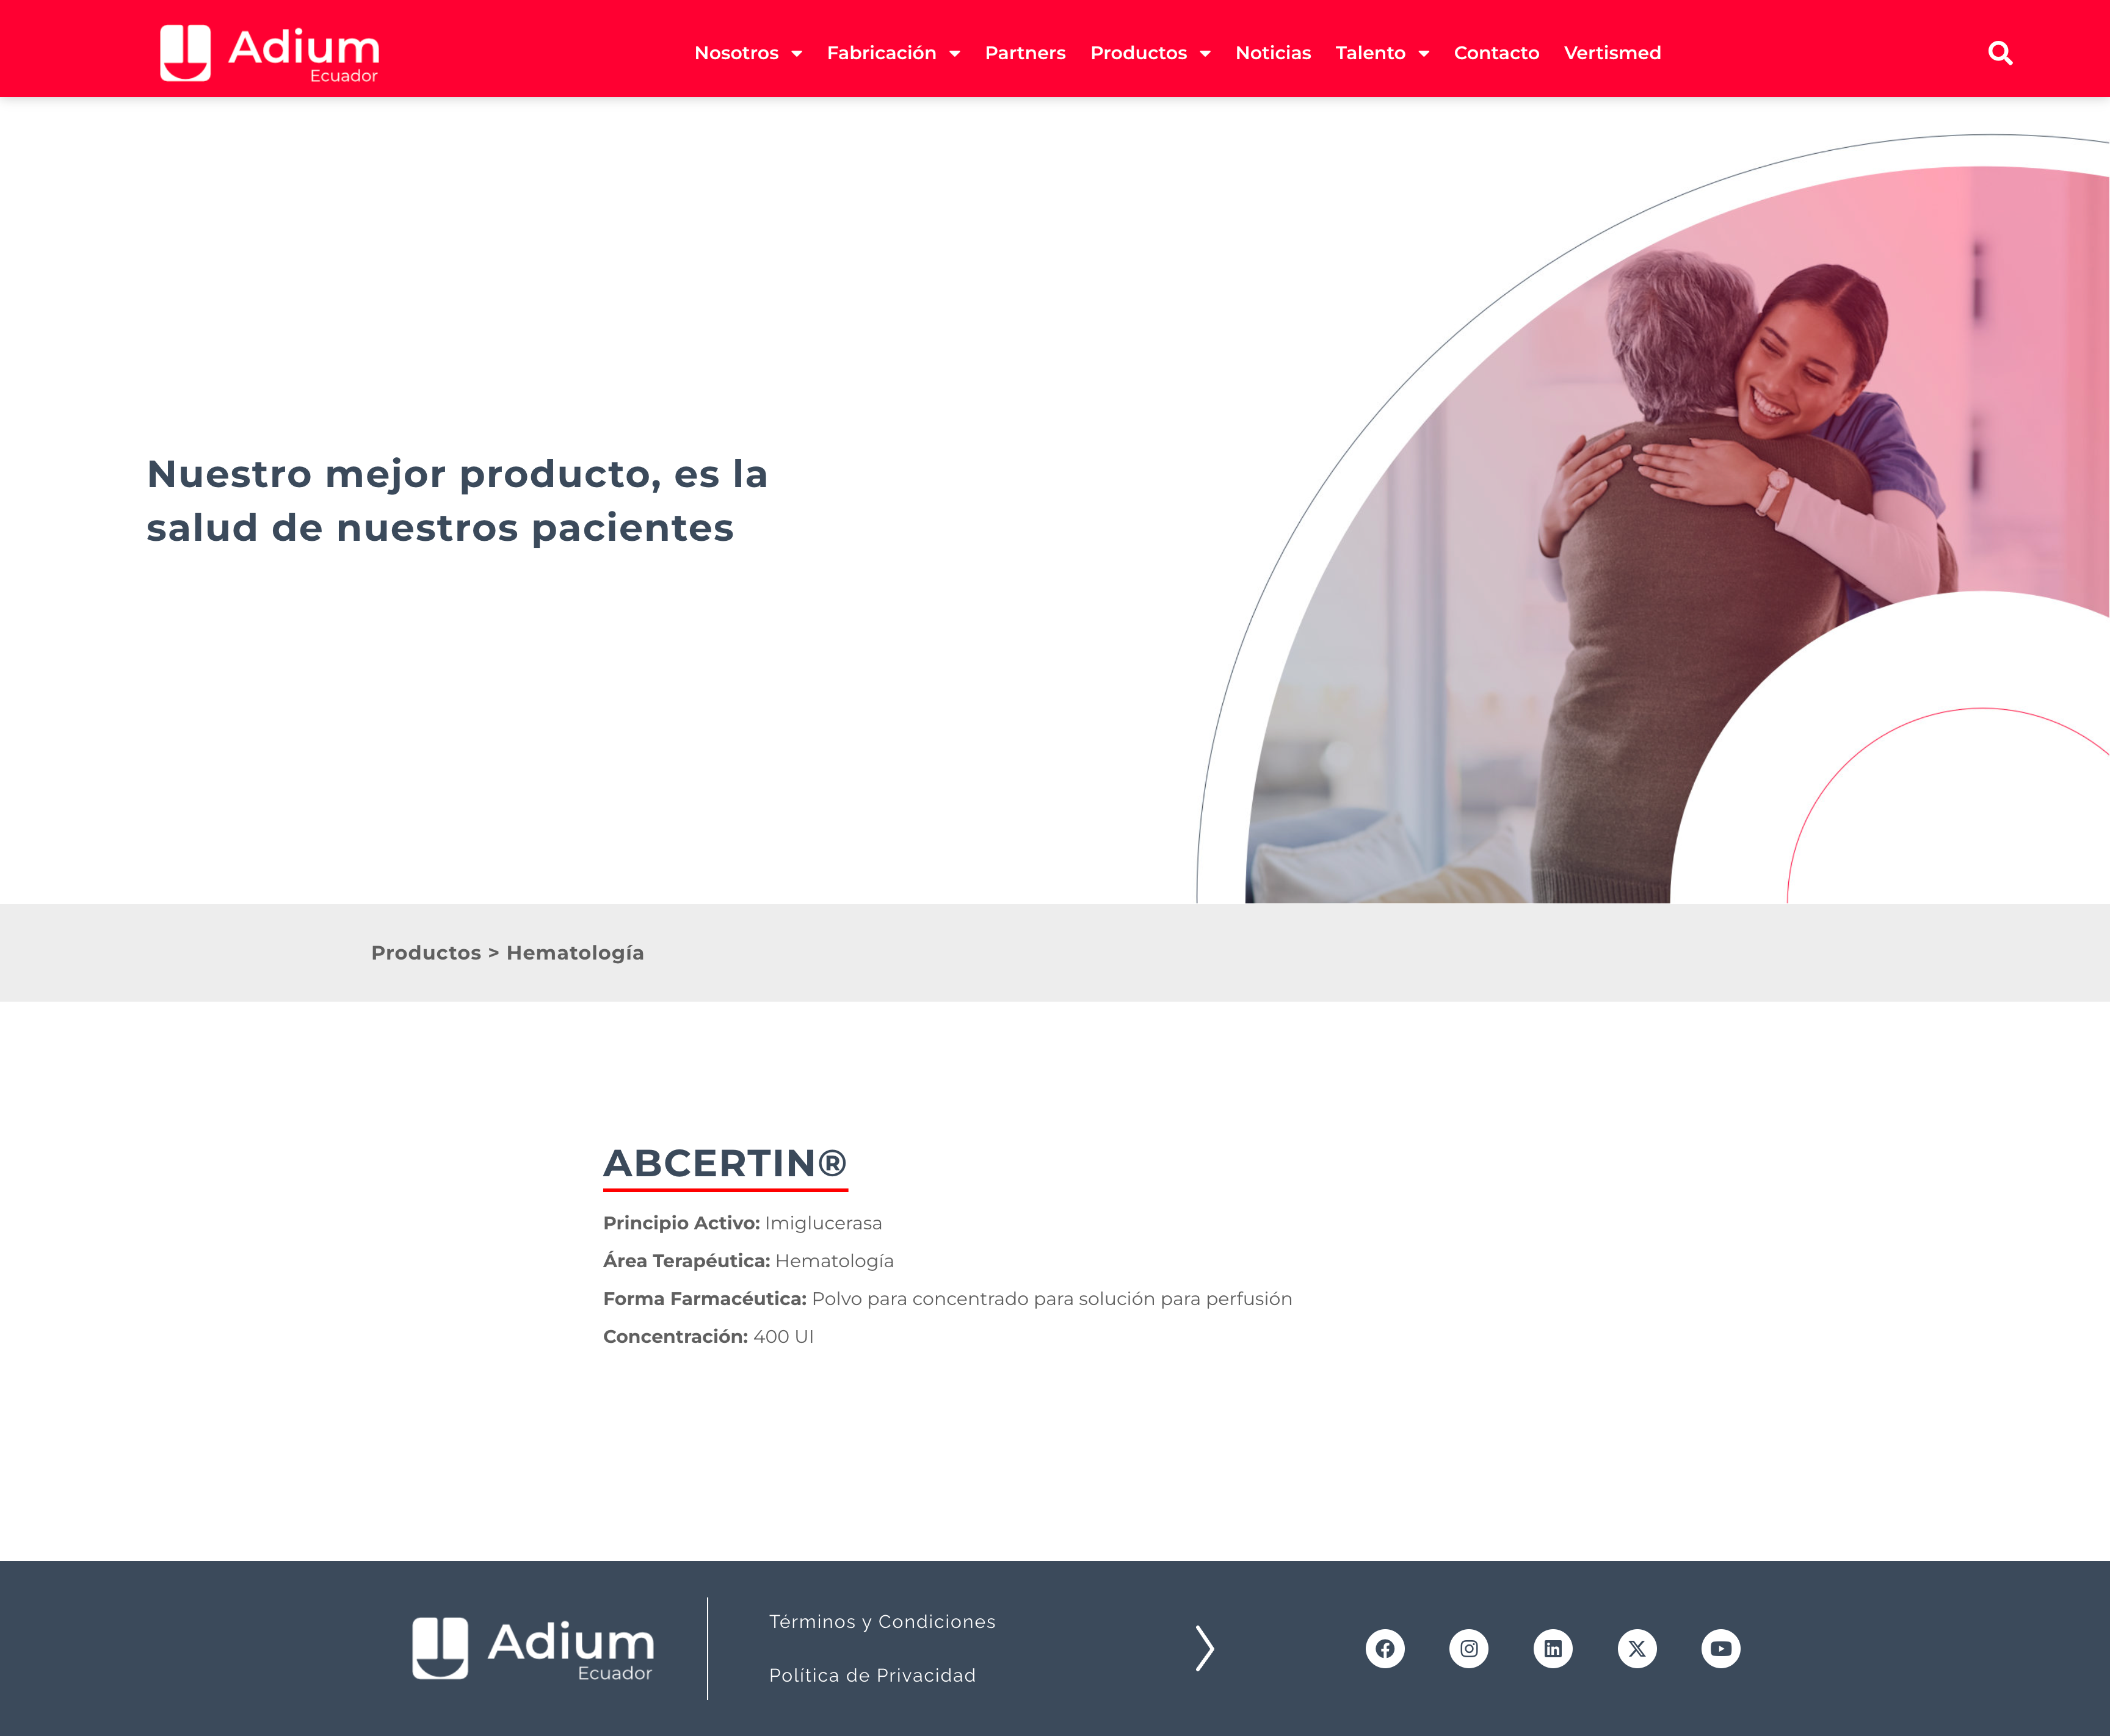 Adium
Ecuador
Nosotros
Fabricación
Partners
Productos
Noticias
Talento
Contacto
Vertismed
Nuestro mejor producto, es la
salud de nuestros pacientes
Productos > Hematología
ABCERTIN®
Principio Activo: Imiglucerasa
Área Terapéutica: Hematología
Forma Farmacéutica: Polvo para concentrado para solución para perfusión
Concentración: 400 UI
Adium
Ecuador
Términos y Condiciones
Política de Privacidad